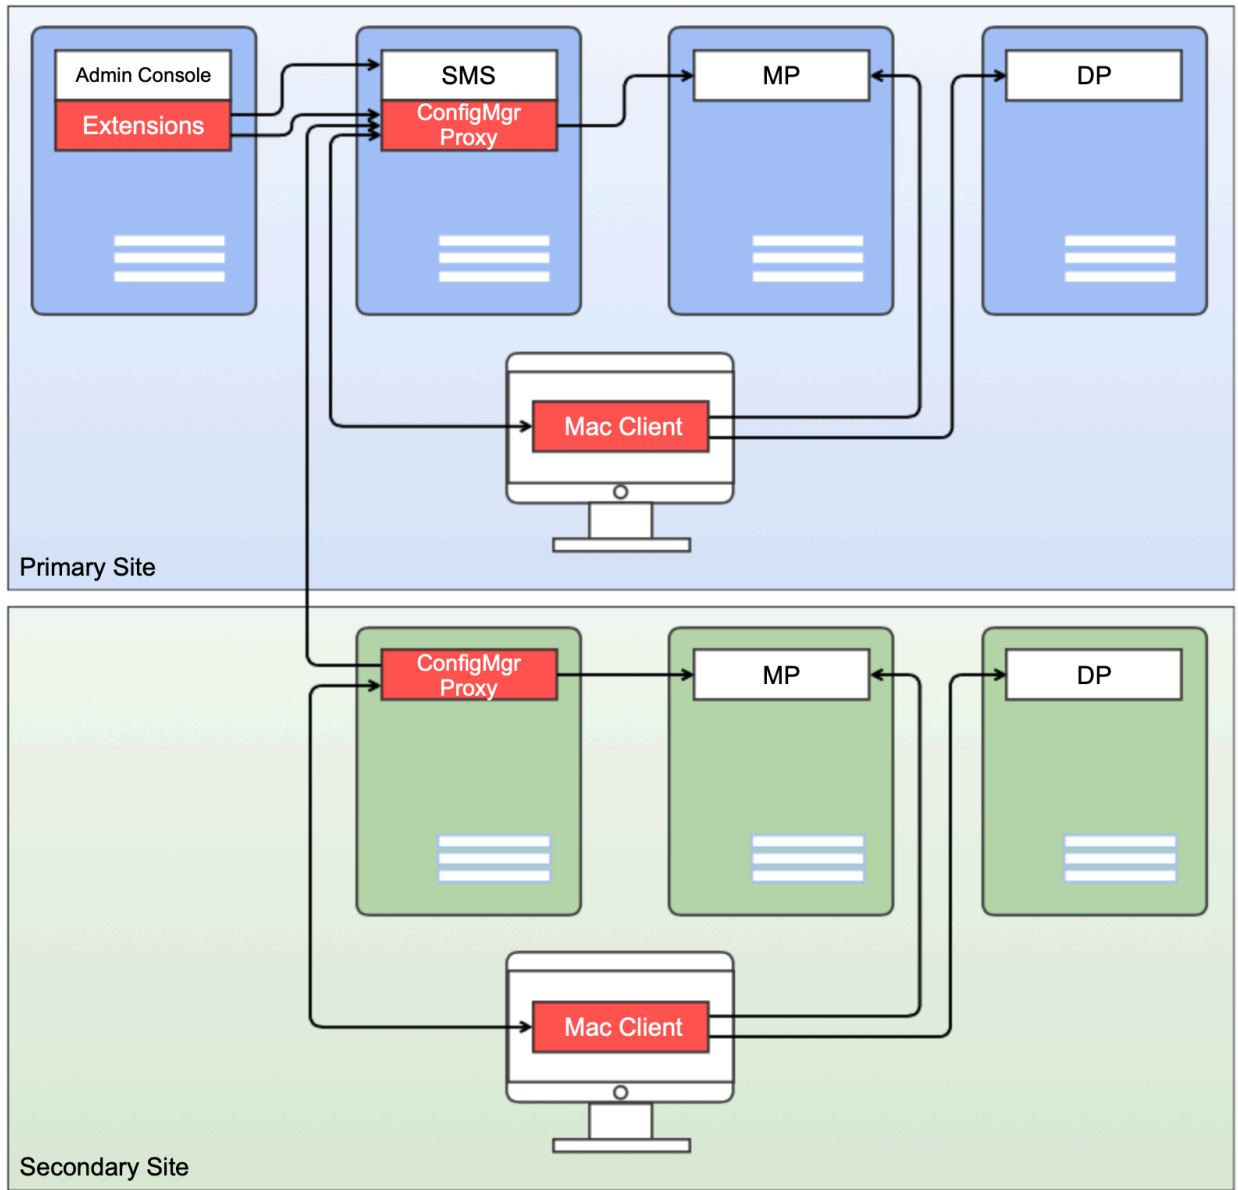 Admin Console
Extensions
SMS
ConfigMgr
Proxy
MP
DP
Mac Client
Primary Site
ConfigMgr
Proxy
MP
DP
Mac Client
Secondary Site